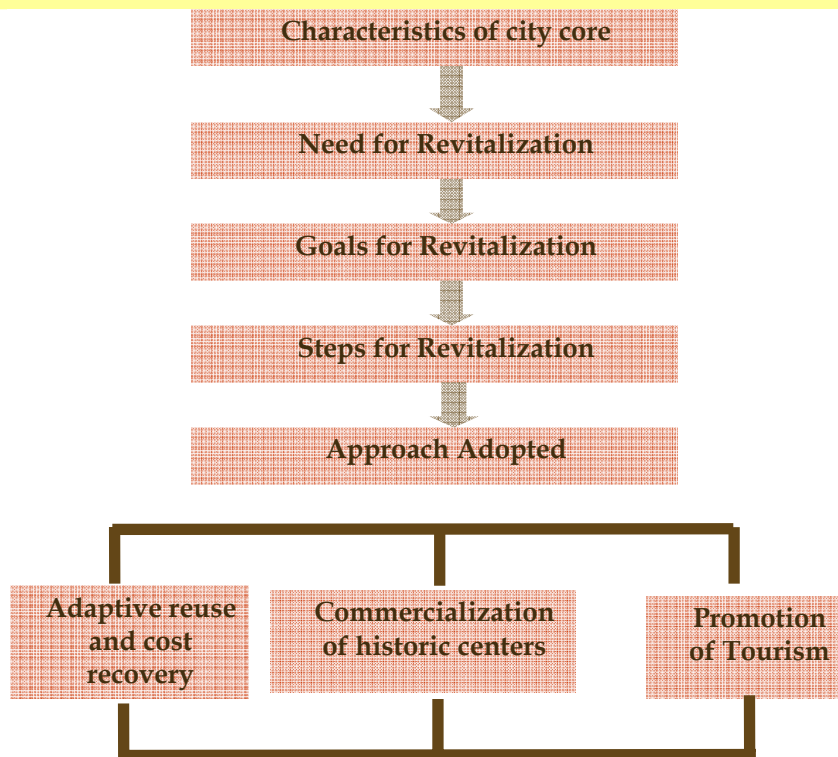 Characteristics of city core
Need for Revitalization
Goals for Revitalization
Steps for Revitalization
Approach Adopted
Adaptive reuse
and cost
recovery
Commercialization
of historic centers
Promotion
of Tourism